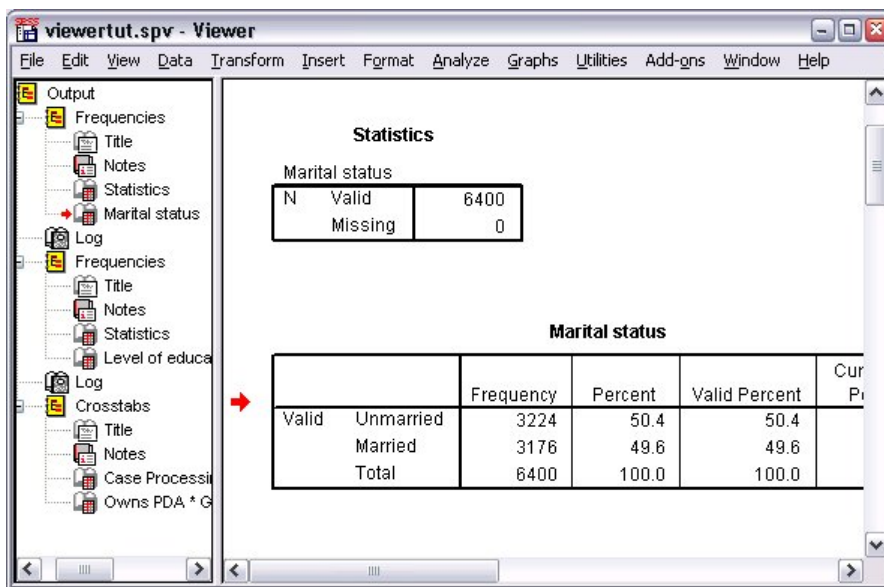 viewertut.spv - Viewer
File Edit View Data Transform Insert Format Analyze Graphs Utilities Add-ons Window Help
Output
Frequencies
Title
Notes
Statistics
Marital status
Log
Frequencies
Title
Notes
Statistics
Level of educa
Log
Crosstabs
Title
Notes
Case Processi
Owns PDA * G
Statistics
Marital status
N Valid 6400
Missing 0
Marital status
Frequency Percent Valid Percent
Valid Unmarried 3224 50.4 50.4
Married 3176 49.6 49.6
Total 6400 100.0 100.0